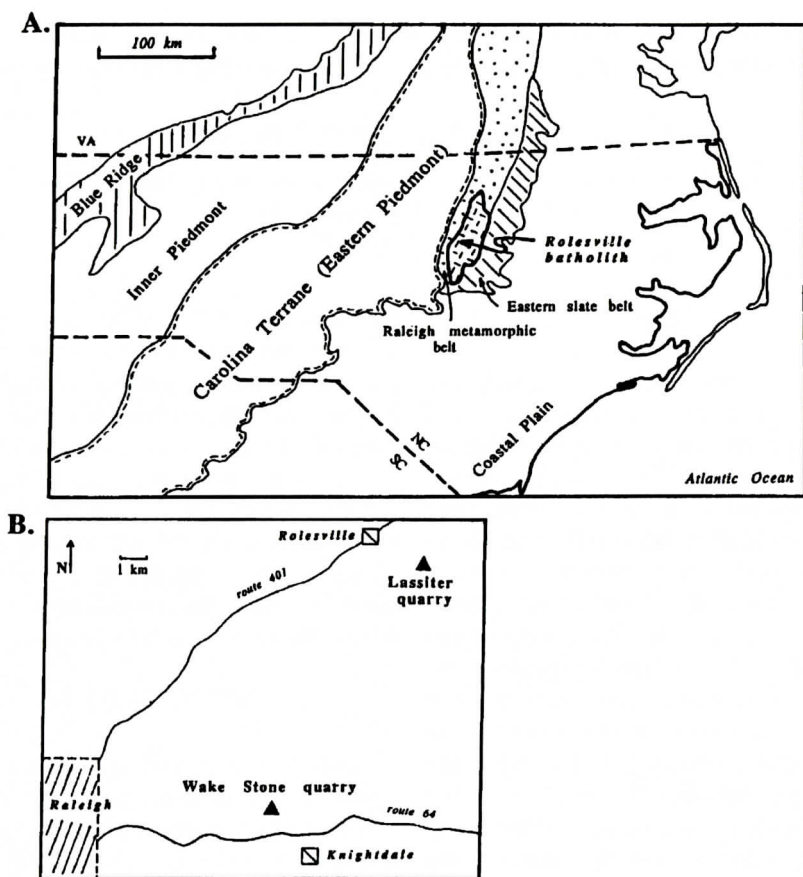 A.
100 km
VA
Blue Ridge
Inner Piedmont
Carolina Terrane (Eastern Piedmont)
Rolesville
batholith
Eastern slate belt
Raleigh metamorphic
belt
NC
SC
Coastal Plain
Atlantic Ocean
B.
N
1 km
Rolesville
route 401
Lassiter
quarry
Raleigh
Wake Stone quarry
route 64
Knightdale